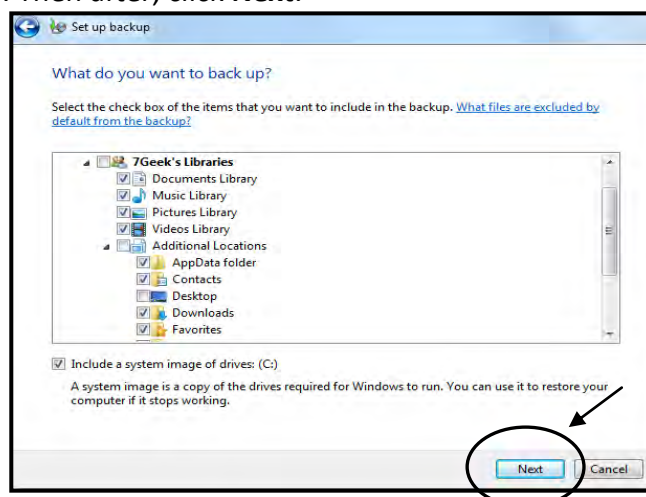 . Then after, click Next.
Set up backup
What do you want to back up?
Select the check box of the items that you want to include in the backup. What files are excluded by
default from the backup?
7Geek's Libraries
Documents Library
Music Library
Pictures Library
Videos Library
Additional Locations
AppData folder
Contacts
Desktop
Downloads
Favorites
Include a system image of drives: (C:)
A system image is a copy of the drives required for Windows to run. You can use it to restore your
computer if it stops working.
Next Cancel